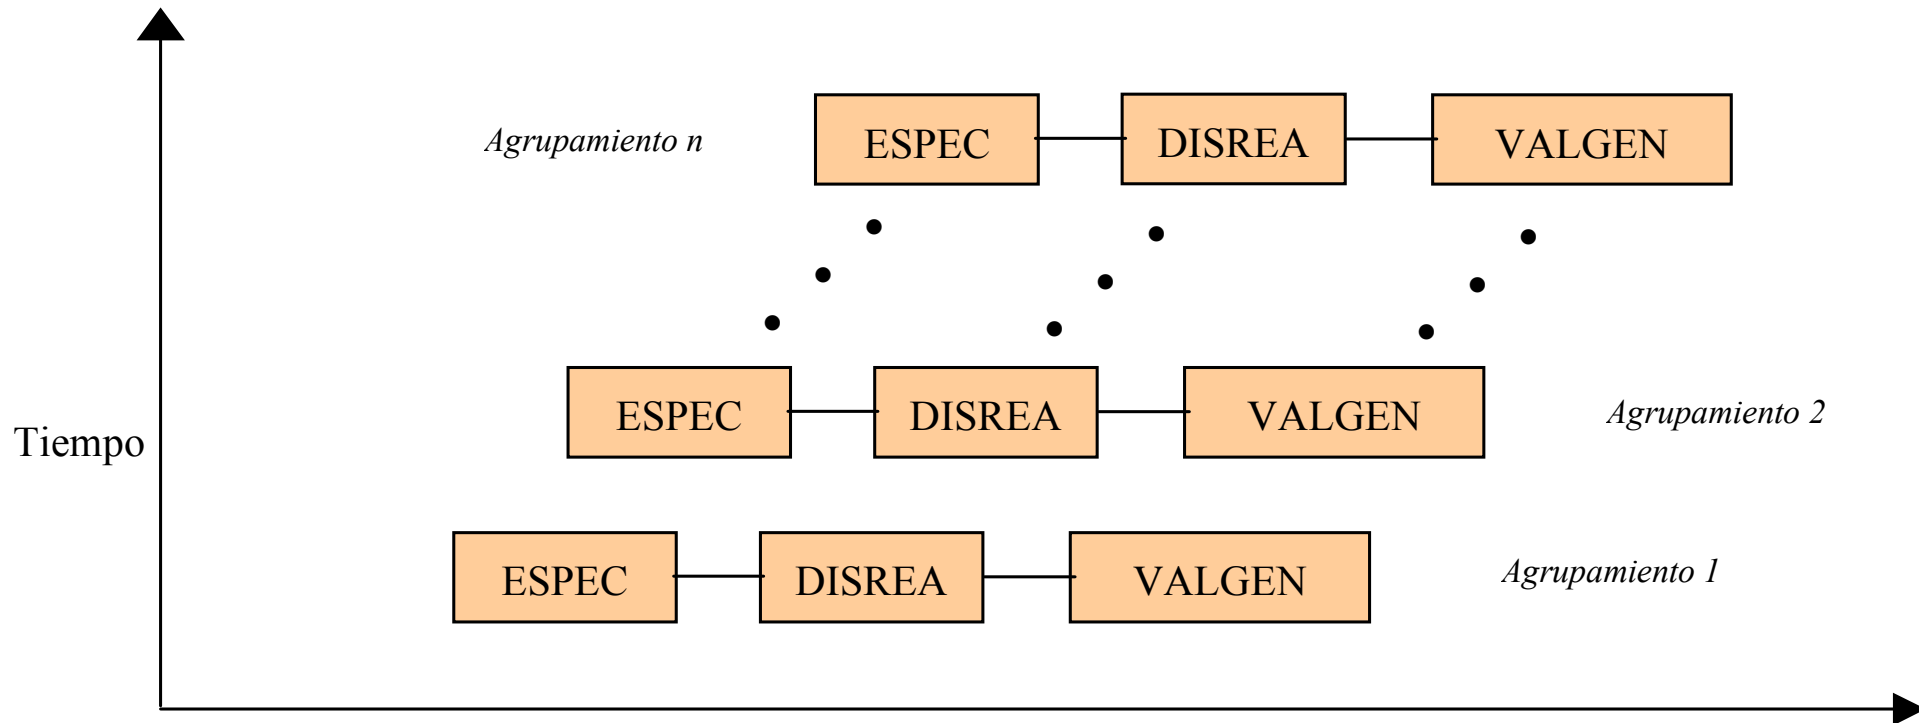 Agrupamiento n ESPEC DISREA VALGEN
ESPEC DISREA VALGEN Agrupamiento 2
Tiempo
ESPEC DISREA VALGEN Agrupamiento 1